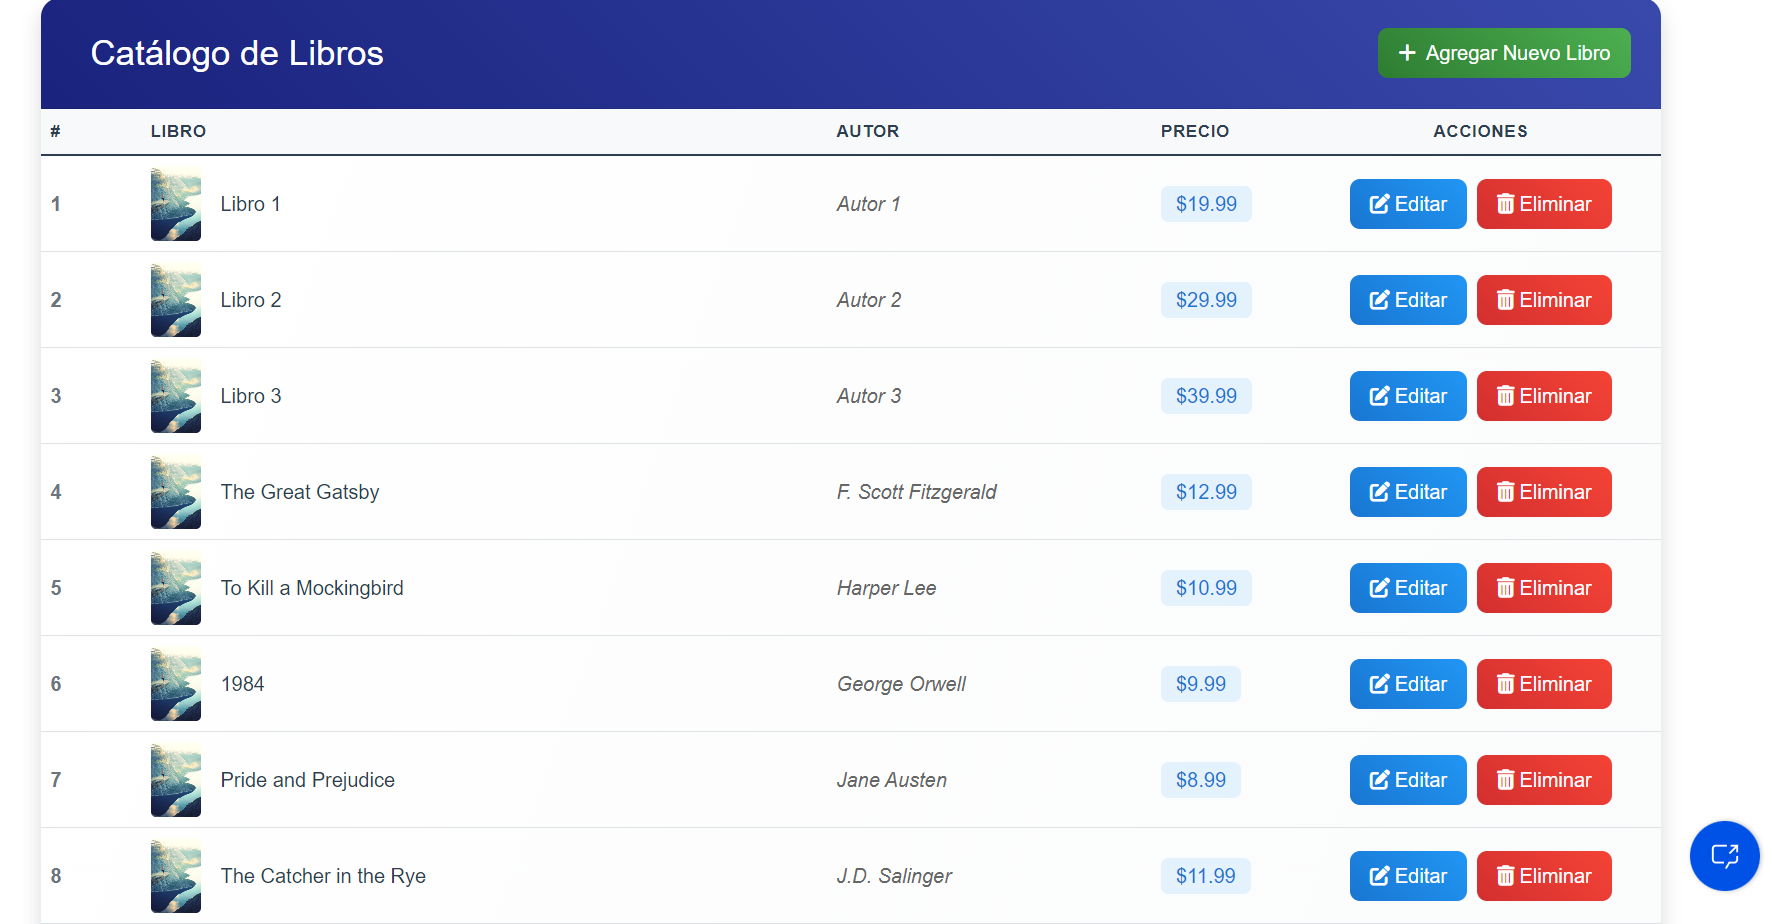 Catálogo de Libros
Agregar Nuevo Libro
# LIBRO AUTOR PRECIO ACCIONES
1 Libro 1 Autor 1 $19.99 Editar Eliminar
2 Libro 2 Autor 2 $29.99 Editar Eliminar
3 Libro 3 Autor 3 $39.99 Editar Eliminar
4 The Great Gatsby F. Scott Fitzgerald $12.99 Editar Eliminar
5 To Kill a Mockingbird Harper Lee $10.99 Editar Eliminar
6 1984 George Orwell $9.99 Editar Eliminar
7 Pride and Prejudice Jane Austen $8.99 Editar Eliminar
8 The Catcher in the Rye J.D. Salinger $11.99 Editar Eliminar